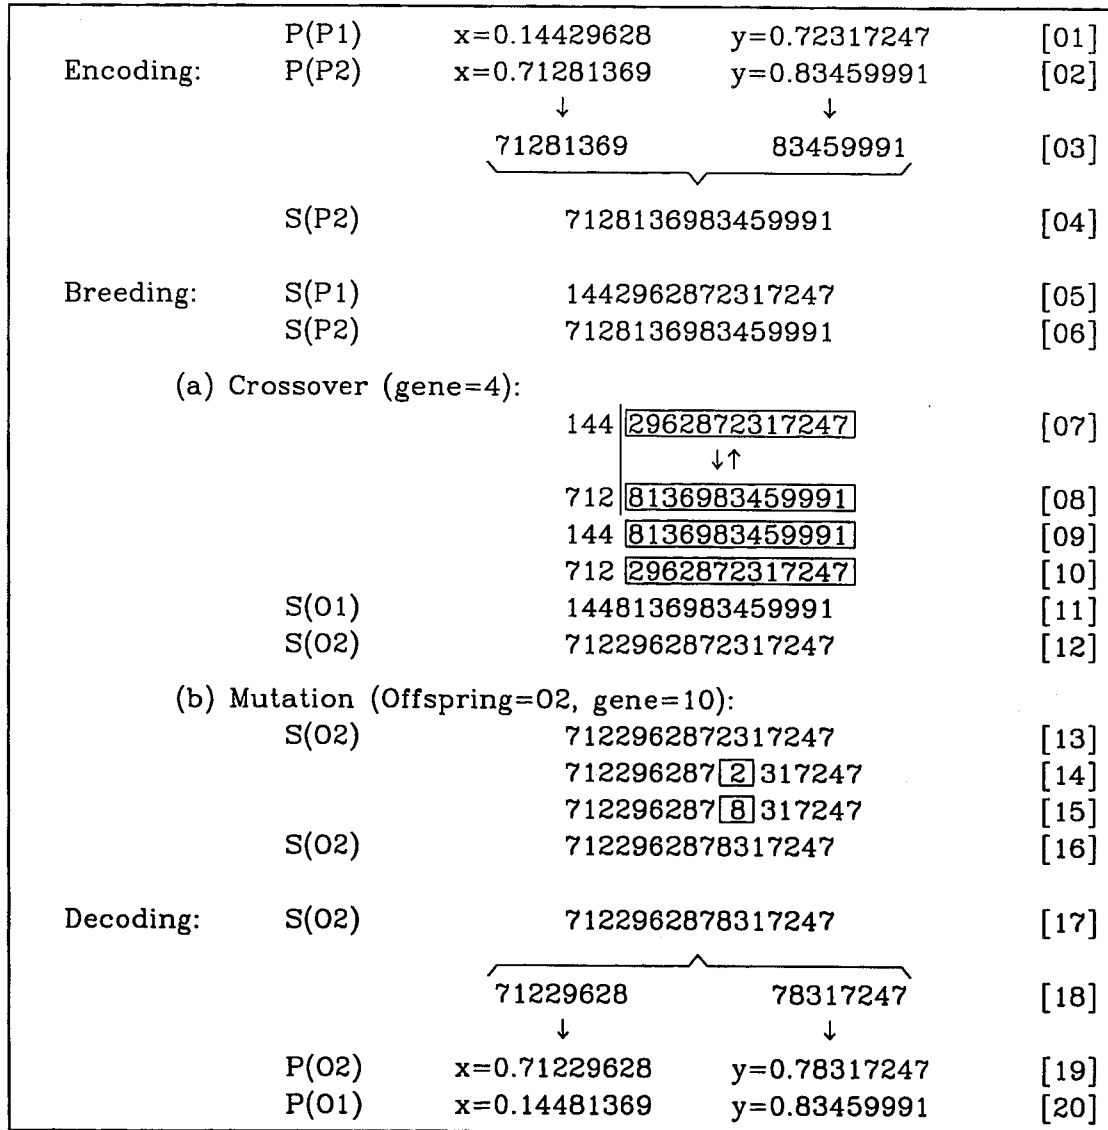 P(P1) x=0.14429628 y=0.72317247 [01]
Encoding: P(P2) x=0.71281369 y=0.83459991 [02]
↓ ↓
71281369 83459991 [03]
S(P2) 7128136983459991 [04]
Breeding: S(P1) 1442962872317247 [05]
S(P2) 7128136983459991 [06]
(a) Crossover (gene=4):
144 2962872317247 [07]
↓↑
712 8136983459991 [08]
144 8136983459991 [09]
712 2962872317247 [10]
S(O1) 1448136983459991 [11]
S(O2) 7122962872317247 [12]
(b) Mutation (Offspring=O2, gene=10):
S(O2) 7122962872317247 [13]
712296287 2 317247 [14]
712296287 8 317247 [15]
S(O2) 7122962878317247 [16]
Decoding: S(O2) 7122962878317247 [17]
71229628 78317247 [18]
↓ ↓
P(O2) x=0.71229628 y=0.78317247 [19]
P(O1) x=0.14481369 y=0.83459991 [20]